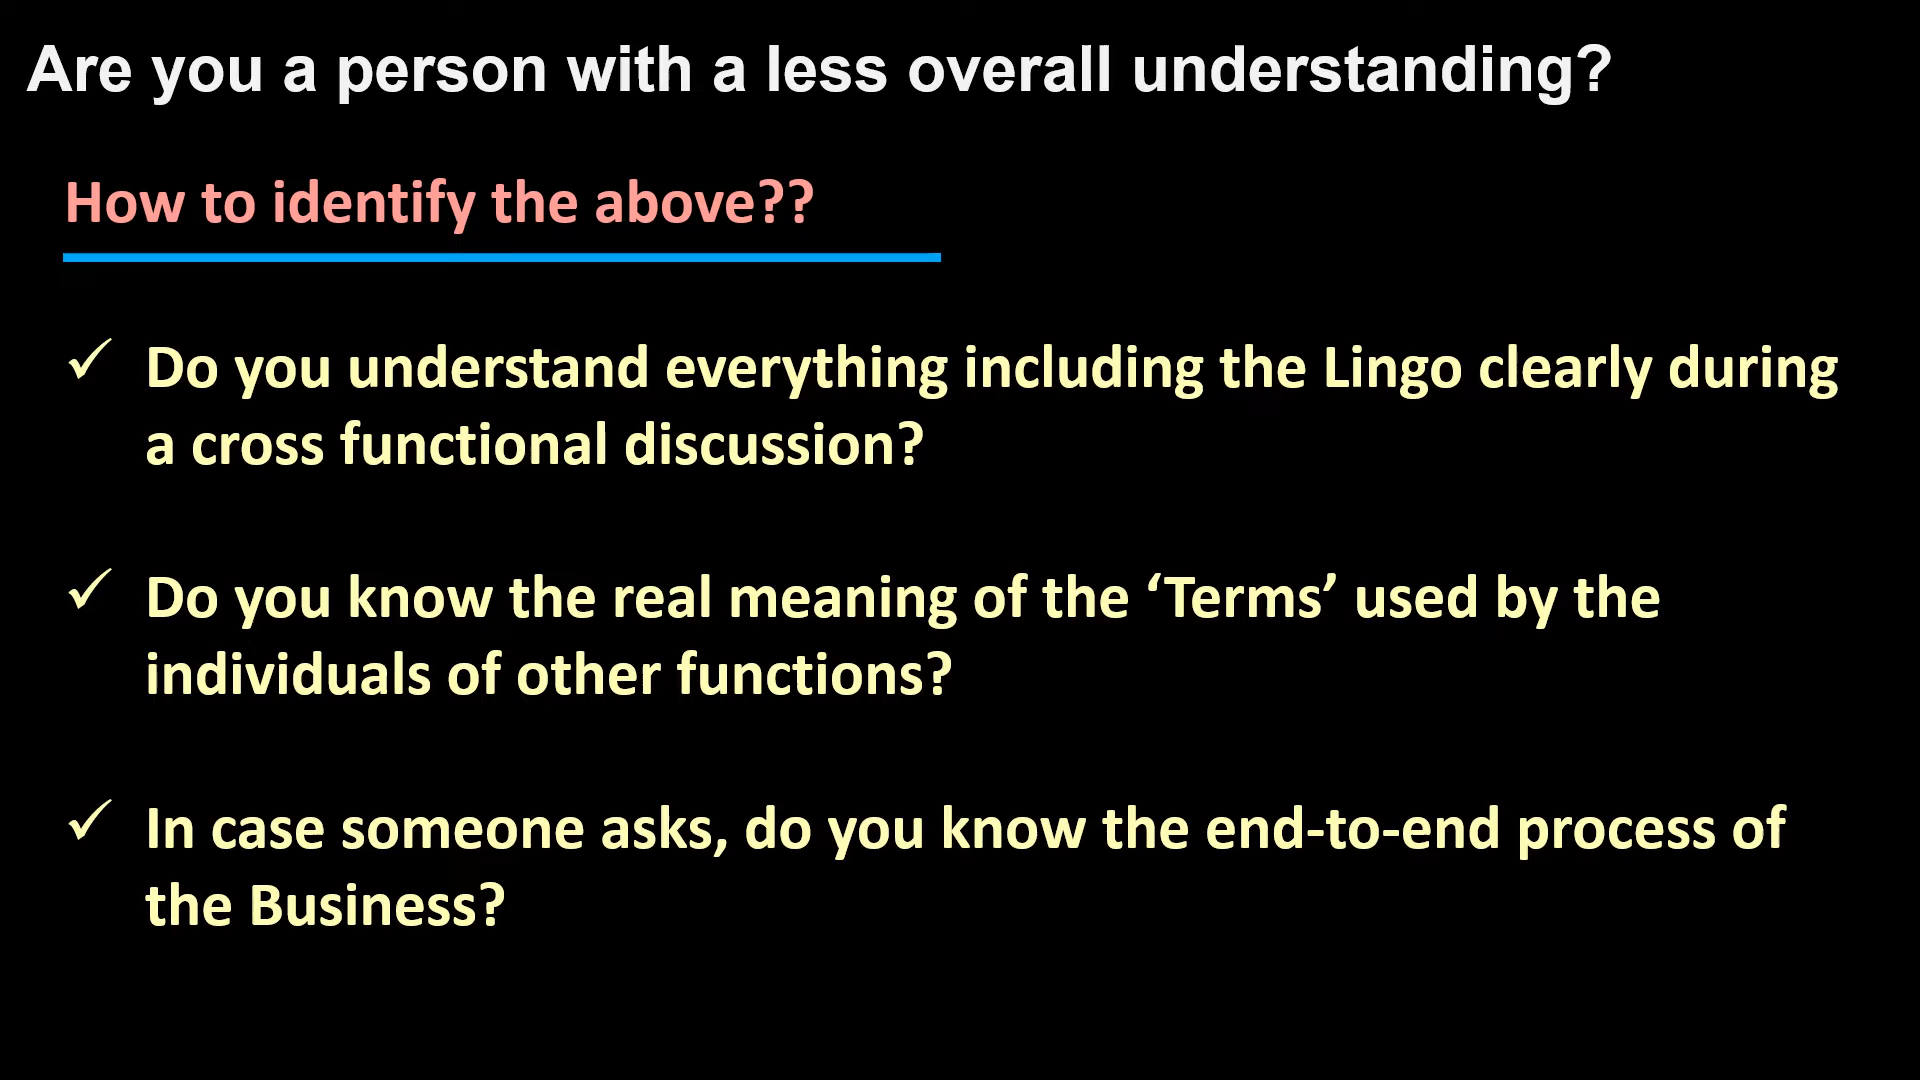 Are you a person with a less overall understanding?
How to identify the above??
✓ Do you understand everything including the Lingo clearly during
a cross functional discussion?
✓ Do you know the real meaning of the ‘Terms’ used by the
individuals of other functions?
✓ In case someone asks, do you know the end-to-end process of
the Business?